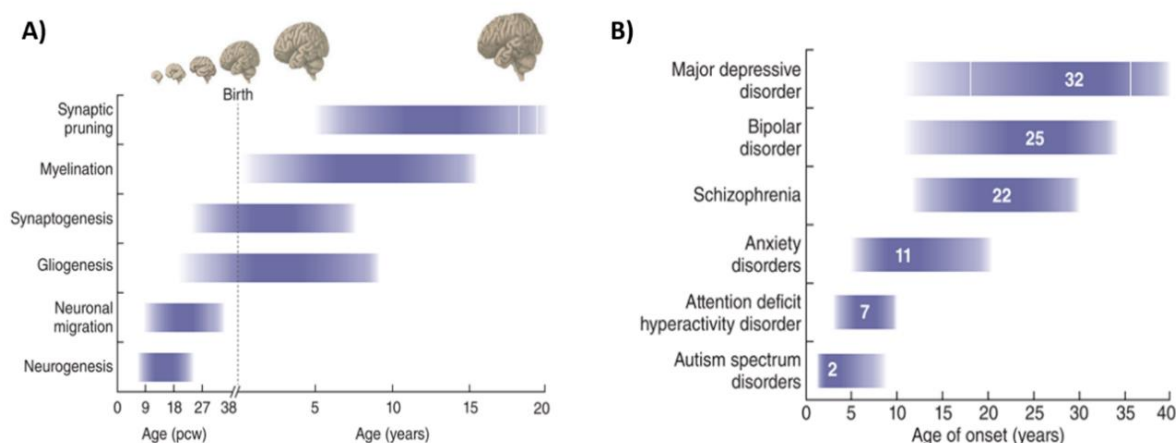 A)
Birth
Synaptic
pruning
Myelination
Synaptogenesis
Gliogenesis
Neuronal
migration
Neurogenesis
0 9 18 27 38 5 10 15 20
Age (pcw) Age (years)
B)
Major depressive
disorder
32
Bipolar
disorder
25
Schizophrenia
22
Anxiety
disorders
11
Attention deficit
hyperactivity disorder
7
Autism spectrum
disorders
2
0 5 10 15 20 25 30 35 40
Age of onset (years)